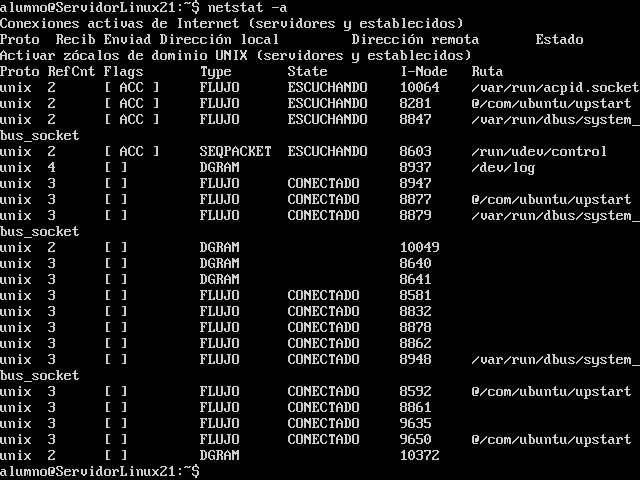 alumno@ServidorLinux21:~$ netstat -a
Conexiones activas de Internet (servidores y establecidos)
Proto  Recib Enviad Dirección local         Dirección remota       Estado
Activar zócalos de dominio UNIX (servidores y establecidos)
Proto RefCnt Flags       Type       State         I-Node   Ruta
unix  2      [ ACC ]     FLUJO      ESCUCHANDO    10064    /var/run/acpid.socket
unix  2      [ ACC ]     FLUJO      ESCUCHANDO    8281     @/com/ubuntu/upstart
unix  2      [ ACC ]     FLUJO      ESCUCHANDO    8847     /var/run/dbus/system_
bus_socket
unix  2      [ ACC ]     SEQPACKET  ESCUCHANDO    8603     /run/udev/control
unix  4      [ ]         DGRAM                    8937     /dev/log
unix  3      [ ]         FLUJO      CONECTADO     8947
unix  3      [ ]         FLUJO      CONECTADO     8877     @/com/ubuntu/upstart
unix  3      [ ]         FLUJO      CONECTADO     8879     /var/run/dbus/system_
bus_socket
unix  2      [ ]         DGRAM                    10049
unix  3      [ ]         DGRAM                    8640
unix  3      [ ]         DGRAM                    8641
unix  3      [ ]         FLUJO      CONECTADO     8581
unix  3      [ ]         FLUJO      CONECTADO     8832
unix  3      [ ]         FLUJO      CONECTADO     8878
unix  3      [ ]         FLUJO      CONECTADO     8862
unix  3      [ ]         FLUJO      CONECTADO     8948     /var/run/dbus/system_
bus_socket
unix  3      [ ]         FLUJO      CONECTADO     8592     @/com/ubuntu/upstart
unix  3      [ ]         FLUJO      CONECTADO     8861
unix  3      [ ]         FLUJO      CONECTADO     9635
unix  3      [ ]         FLUJO      CONECTADO     9650     @/com/ubuntu/upstart
unix  2      [ ]         DGRAM                    10372
alumno@ServidorLinux21:~$